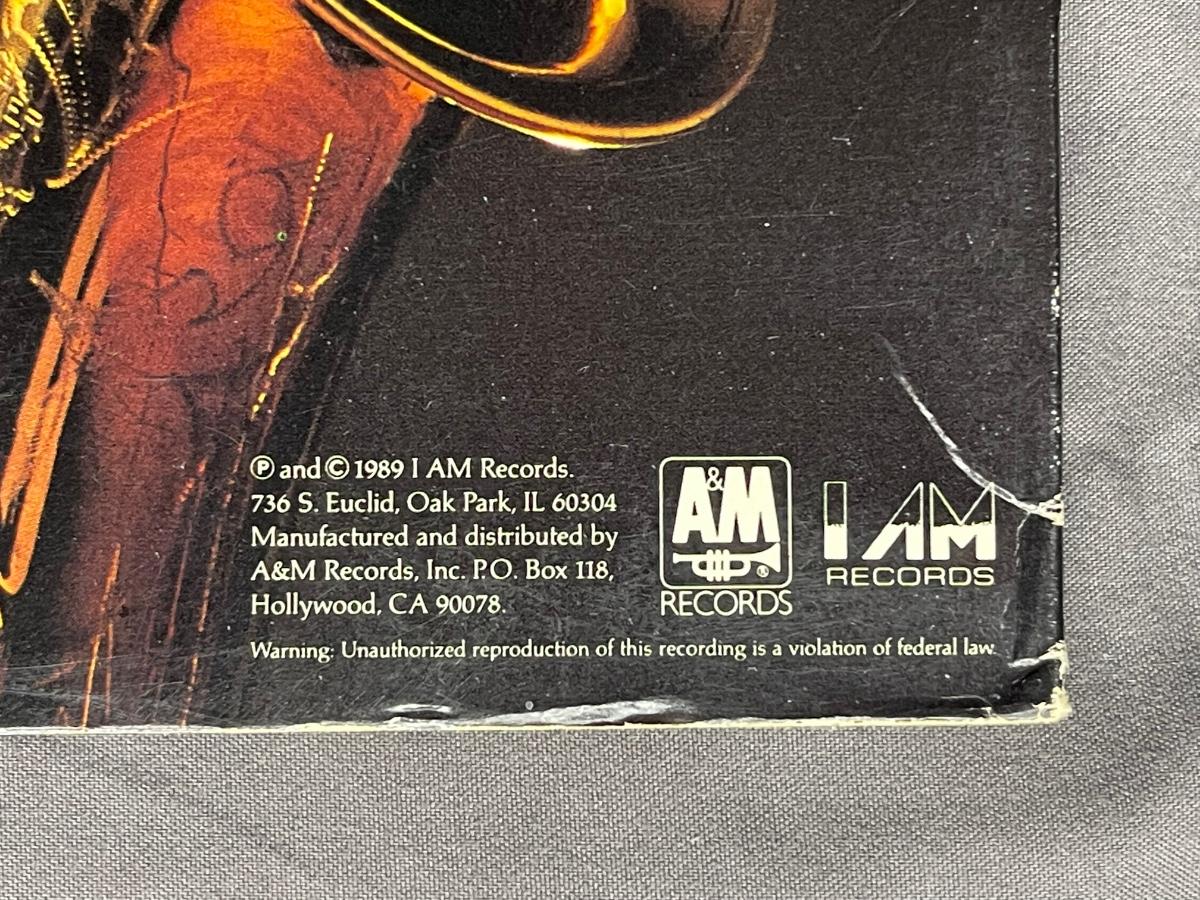 ℗ and © 1989 I AM Records.
736 S. Euclid, Oak Park, IL 60304
Manufactured and distributed by
A&M Records, Inc. P.O. Box 118,
Hollywood, CA 90078.
A&M
®
RECORDS
I AM
RECORDS
Warning: Unauthorized reproduction of this recording is a violation of federal law.